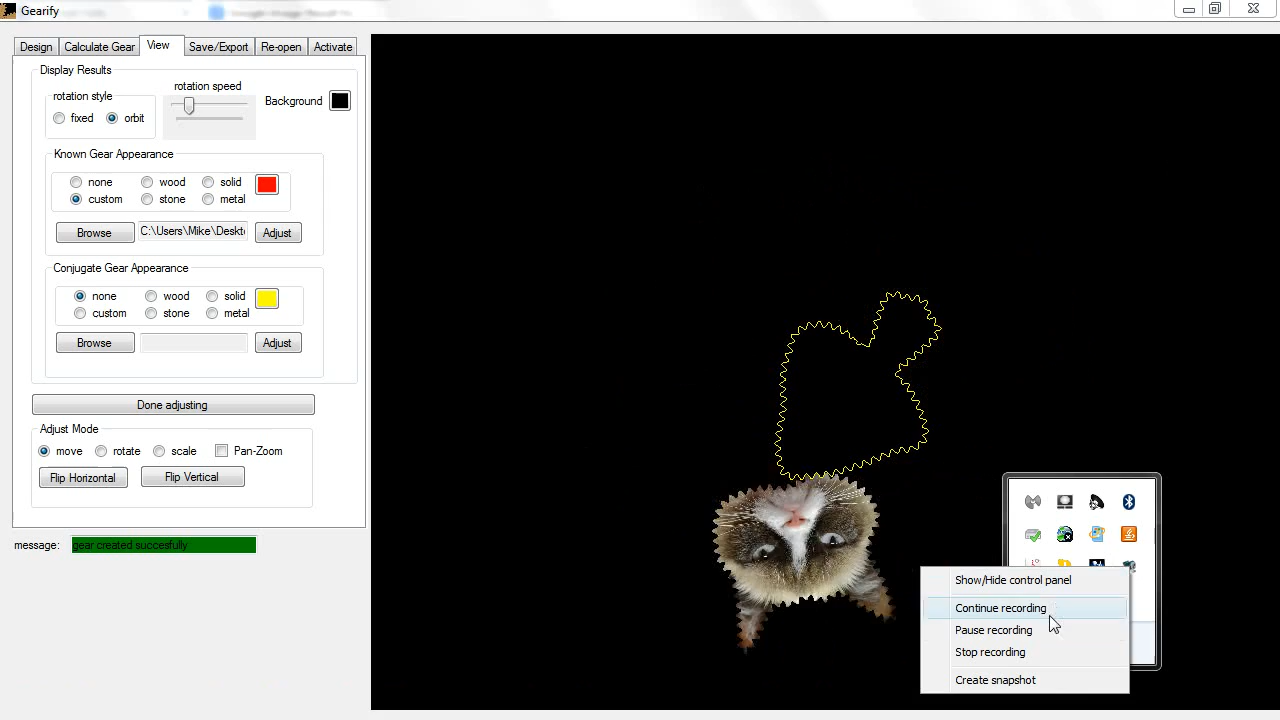 Gearify
Design
Calculate Gear
View
Save/Export
Re-open
Activate
Display Results
rotation style
fixed
orbit
rotation speed
Background
Known Gear Appearance
none
wood
solid
custom
stone
metal
Browse
C:\Users\Mike\Deskt
Adjust
Conjugate Gear Appearance
none
wood
solid
custom
stone
metal
Browse
Adjust
Done adjusting
Adjust Mode
move
rotate
scale
Pan-Zoom
Flip Horizontal
Flip Vertical
message:
gear created succesfully
Show/Hide control panel
Continue recording
Pause recording
Stop recording
Create snapshot